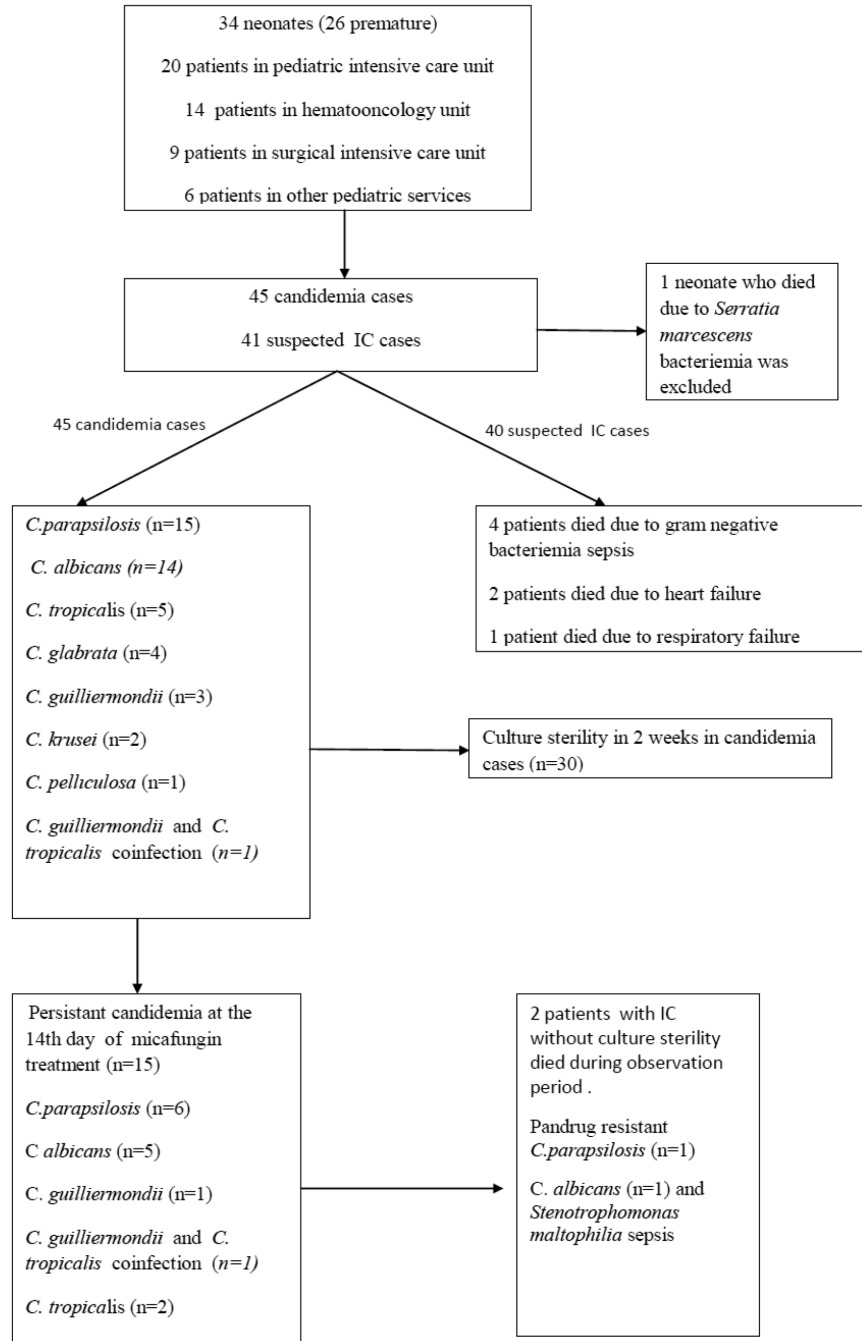 34 neonates (26 premature)
20 patients in pediatric intensive care unit
14 patients in hematooncology unit
9 patients in surgical intensive care unit
6 patients in other pediatric services
45 candidemia cases
41 suspected IC cases
1 neonate who died
due to Serratia
marcescens
bacteriemia was
excluded
45 candidemia cases
40 suspected IC cases
C.parapsilosis (n=15)
C. albicans (n=14)
C. tropicalis (n=5)
C. glabrata (n=4)
C. guilliermondii (n=3)
C. krusei (n=2)
C. pellıculosa (n=1)
C. guilliermondii and C.
tropicalis coinfection (n=1)
4 patients died due to gram negative
bacteriemia sepsis
2 patients died due to heart failure
1 patient died due to respiratory failure
Culture sterility in 2 weeks in candidemia
cases (n=30)
Persistant candidemia at the
14th day of micafungin
treatment (n=15)
C.parapsilosis (n=6)
C albicans (n=5)
C. guilliermondii (n=1)
C. guilliermondii and C.
tropicalis coinfection (n=1)
C. tropicalis (n=2)
2 patients with IC
without culture sterility
died during observation
period .
Pandrug resistant
C.parapsilosis (n=1)
C. albicans (n=1) and
Stenotrophomonas
maltophilia sepsis